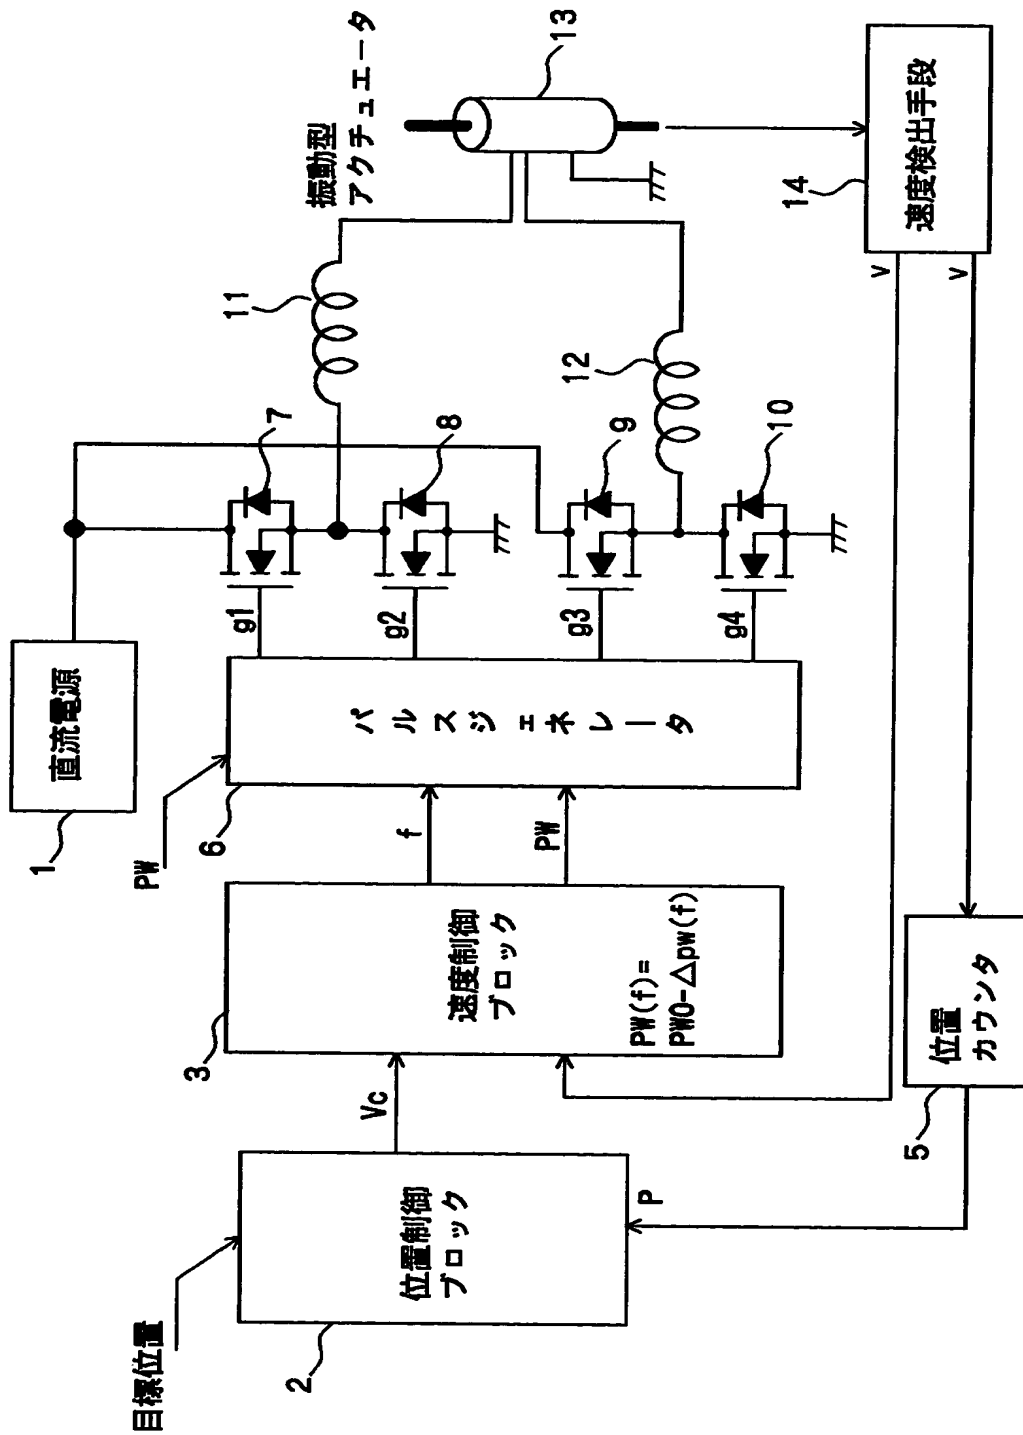 目標位置
位置制御
ブロック
2
Vc
P
速度制御
ブロック
PW(f)=
PW0-△pw(f)
3
PW
f
PW
パルスジェネレータ
6
直流電源
1
g1
g2
g3
g4
7
8
9
10
11
12
振動型
アクチュエータ
13
速度検出手段
14
v
v
位置
カウンタ
5